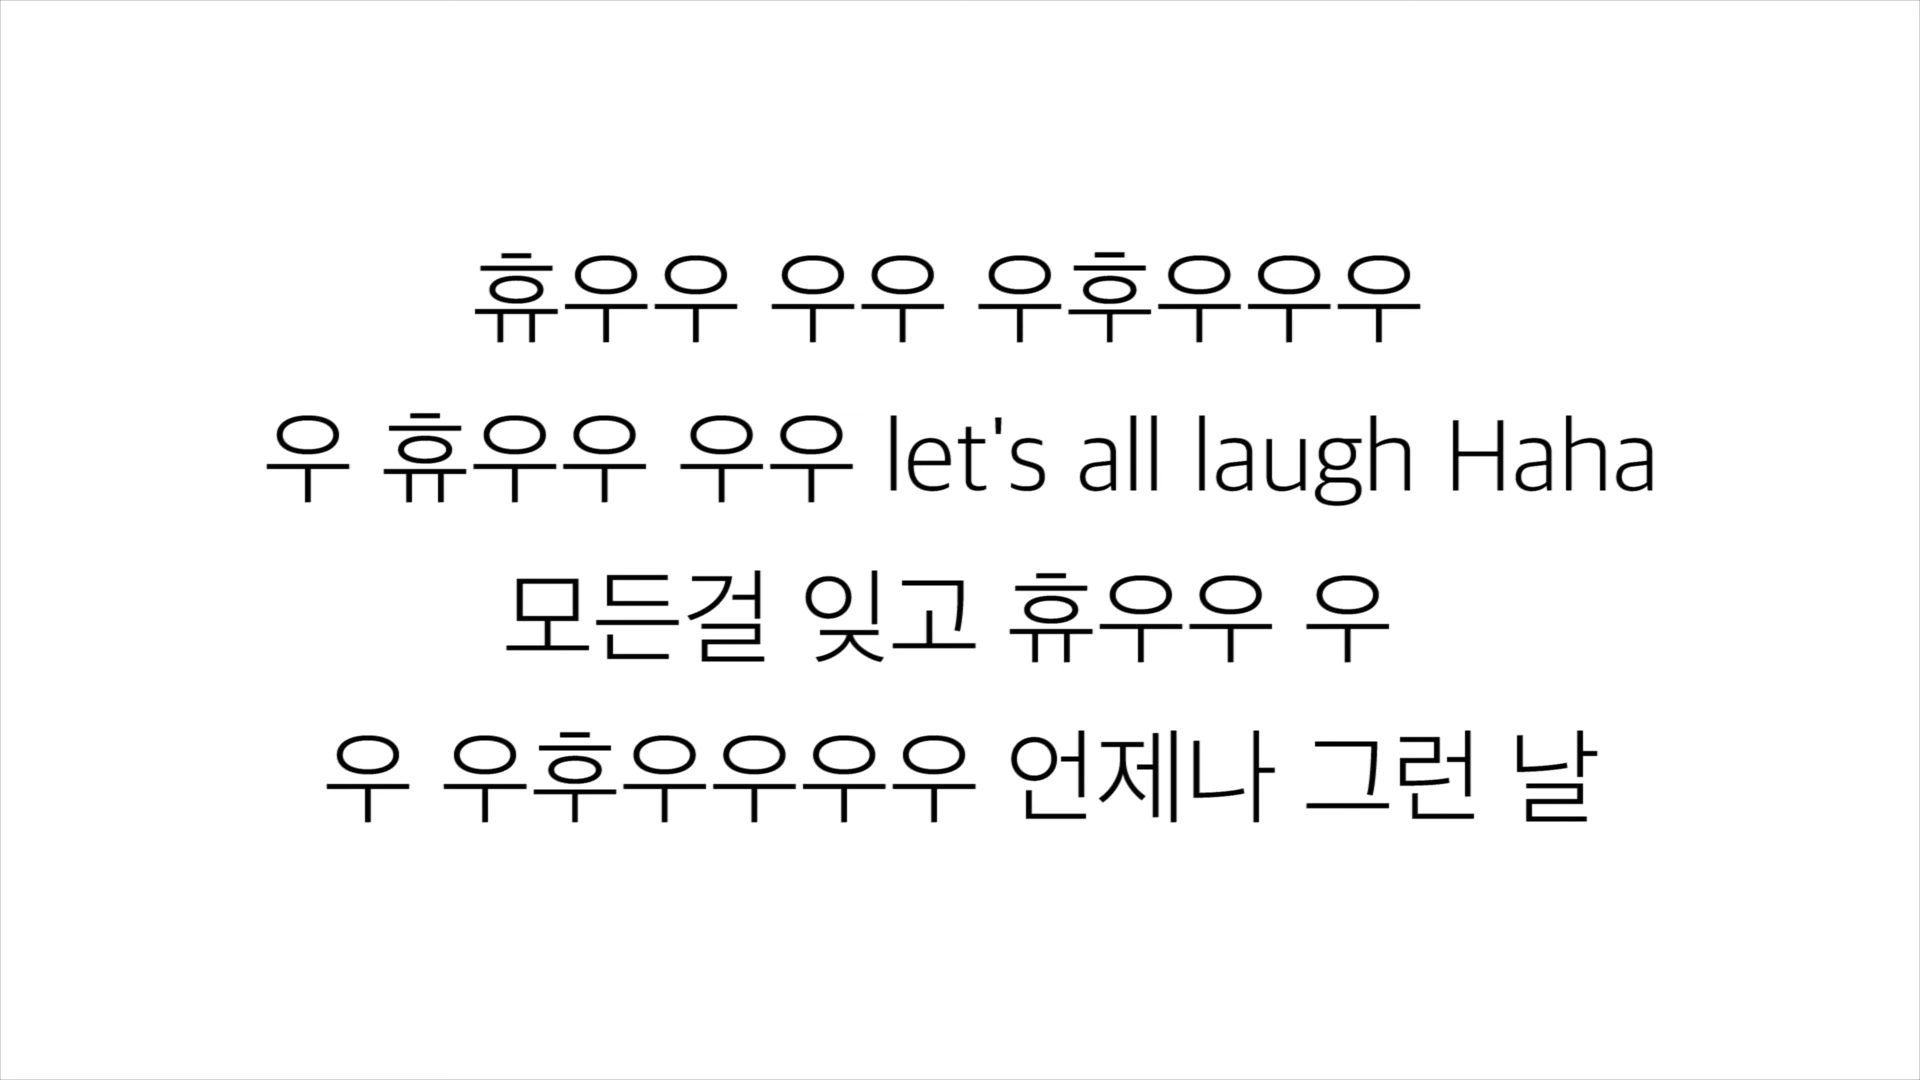 휴우우 우우 우후우우우
우 휴우우 우우 let's all laugh Haha
모든걸 잊고 휴우우 우
우 우후우우우우 언제나 그런 날